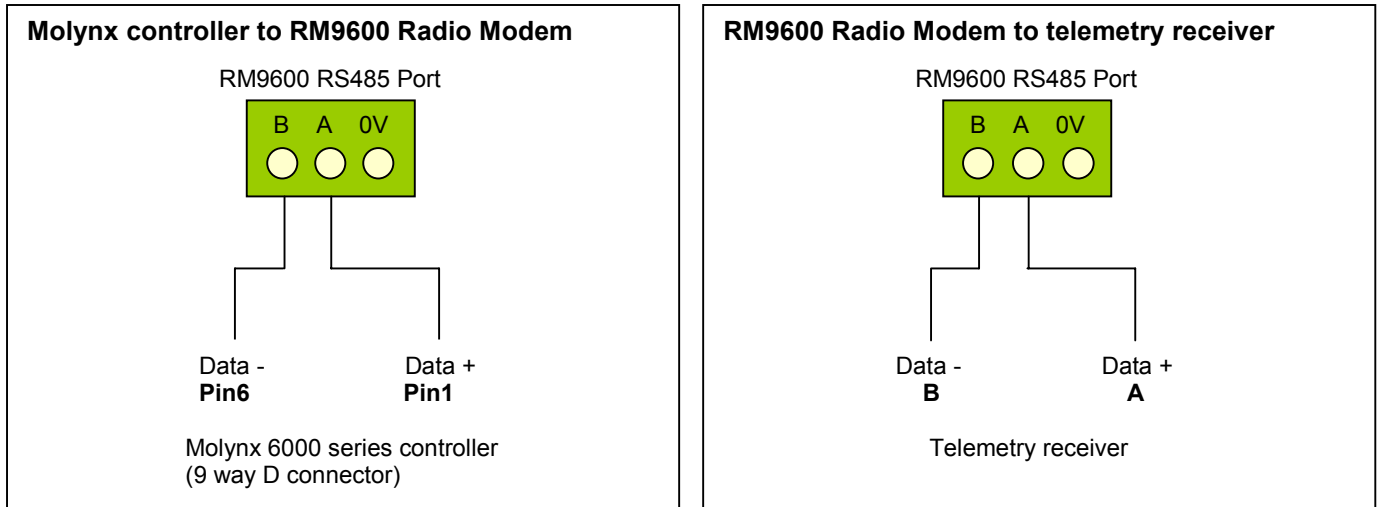 Molynx controller to RM9600 Radio Modem
RM9600 RS485 Port
B A 0V
Data - Data +
Pin6 Pin1
Molynx 6000 series controller
(9 way D connector)
RM9600 Radio Modem to telemetry receiver
RM9600 RS485 Port
B A 0V
Data - Data +
B A
Telemetry receiver